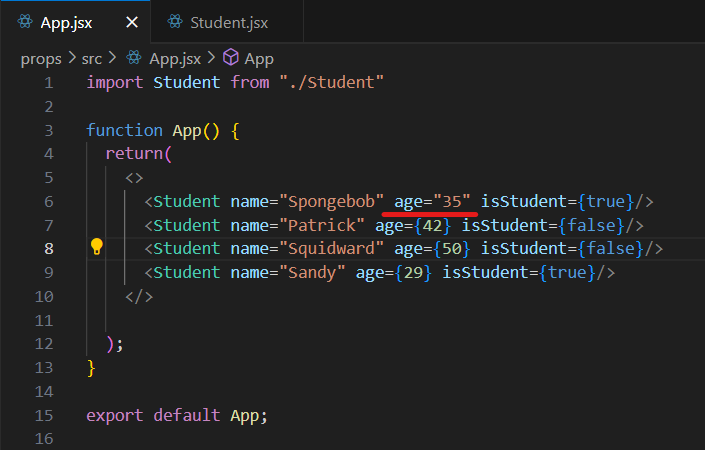 App.jsx × Student.jsx
props > src > App.jsx > App
1 import Student from "./Student"
2
3 function App() {
4 return(
5 <>
6 <Student name="Spongebob" age="35" isStudent={true}/>
7 <Student name="Patrick" age={42} isStudent={false}/>
8 <Student name="Squidward" age={50} isStudent={false}/>
9 <Student name="Sandy" age={29} isStudent={true}/>
10 </>
11
12 );
13 }
14
15 export default App;
16